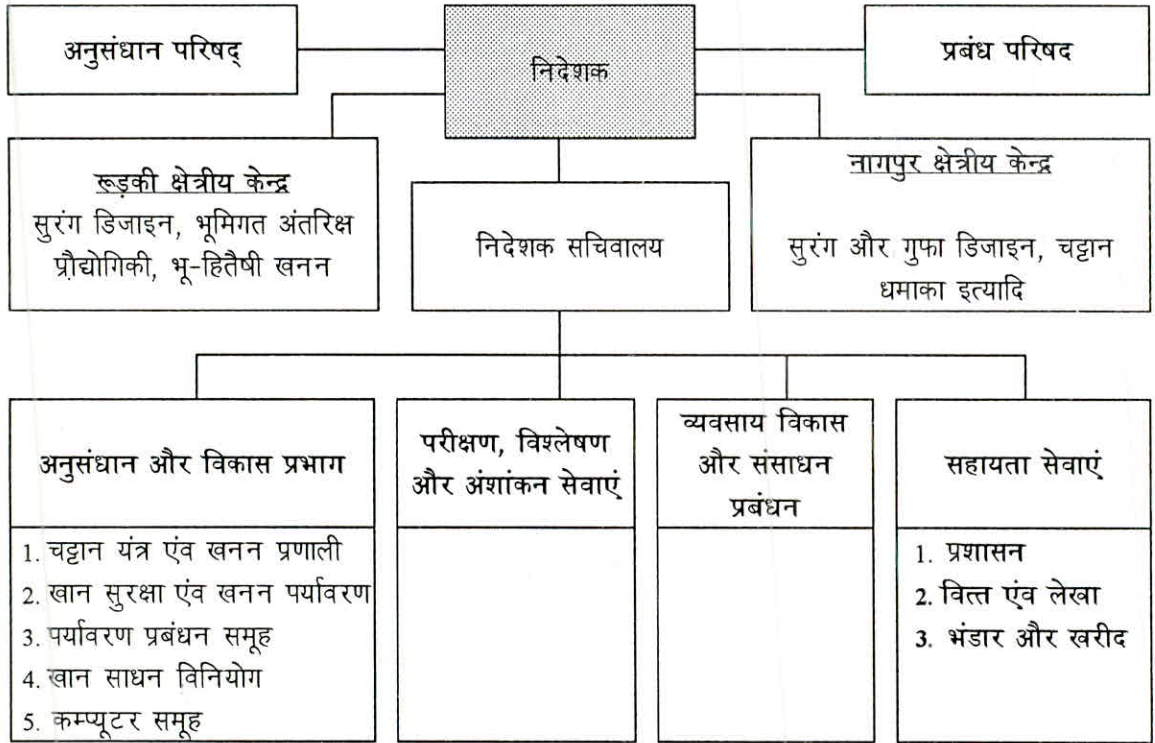 अनुसंधान परिषद्
निदेशक
प्रबंध परिषद
रूड़की क्षेत्रीय केन्द्र
सुरंग डिजाइन, भूमिगत अंतरिक्ष
प्रौद्योगिकी, भू-हितैषी खनन
निदेशक सचिवालय
नागपुर क्षेत्रीय केन्द्र
सुरंग और गुफा डिजाइन, चट्टान
धमाका इत्यादि
अनुसंधान और विकास प्रभाग
1. चट्टान यंत्र एंव खनन प्रणाली
2. खान सुरक्षा एंव खनन पर्यावरण
3. पर्यावरण प्रबंधन समूह
4. खान साधन विनियोग
5. कम्प्यूटर समूह
परीक्षण, विश्लेषण
और अंशांकन सेवाएं
व्यवसाय विकास
और संसाधन
प्रबंधन
सहायता सेवाएं
1. प्रशासन
2. वित्त एंव लेखा
3. भंडार और खरीद